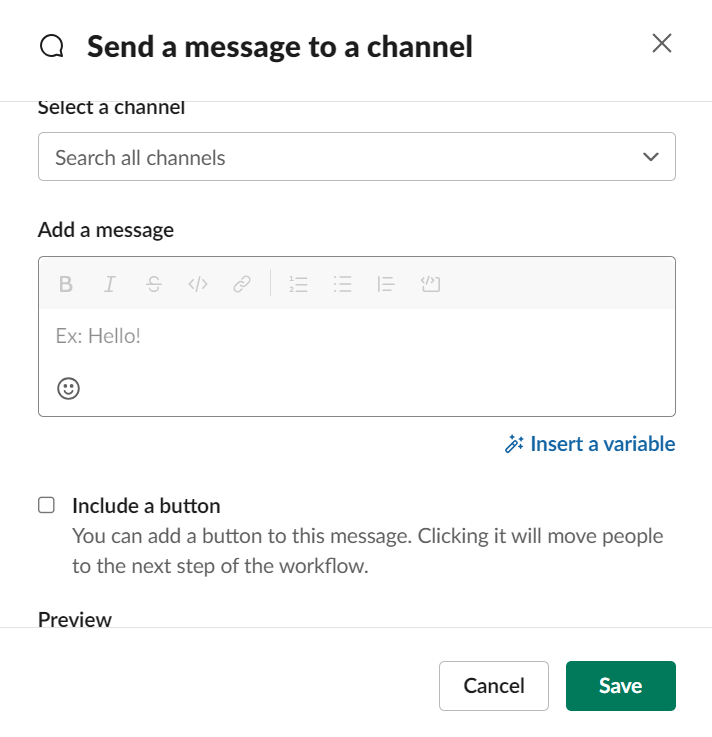 Send a message to a channel
Select a channel
Search all channels
Add a message
B I S </>
Ex: Hello!
Insert a variable
Include a button
You can add a button to this message. Clicking it will move people
to the next step of the workflow.
Preview
Cancel Save